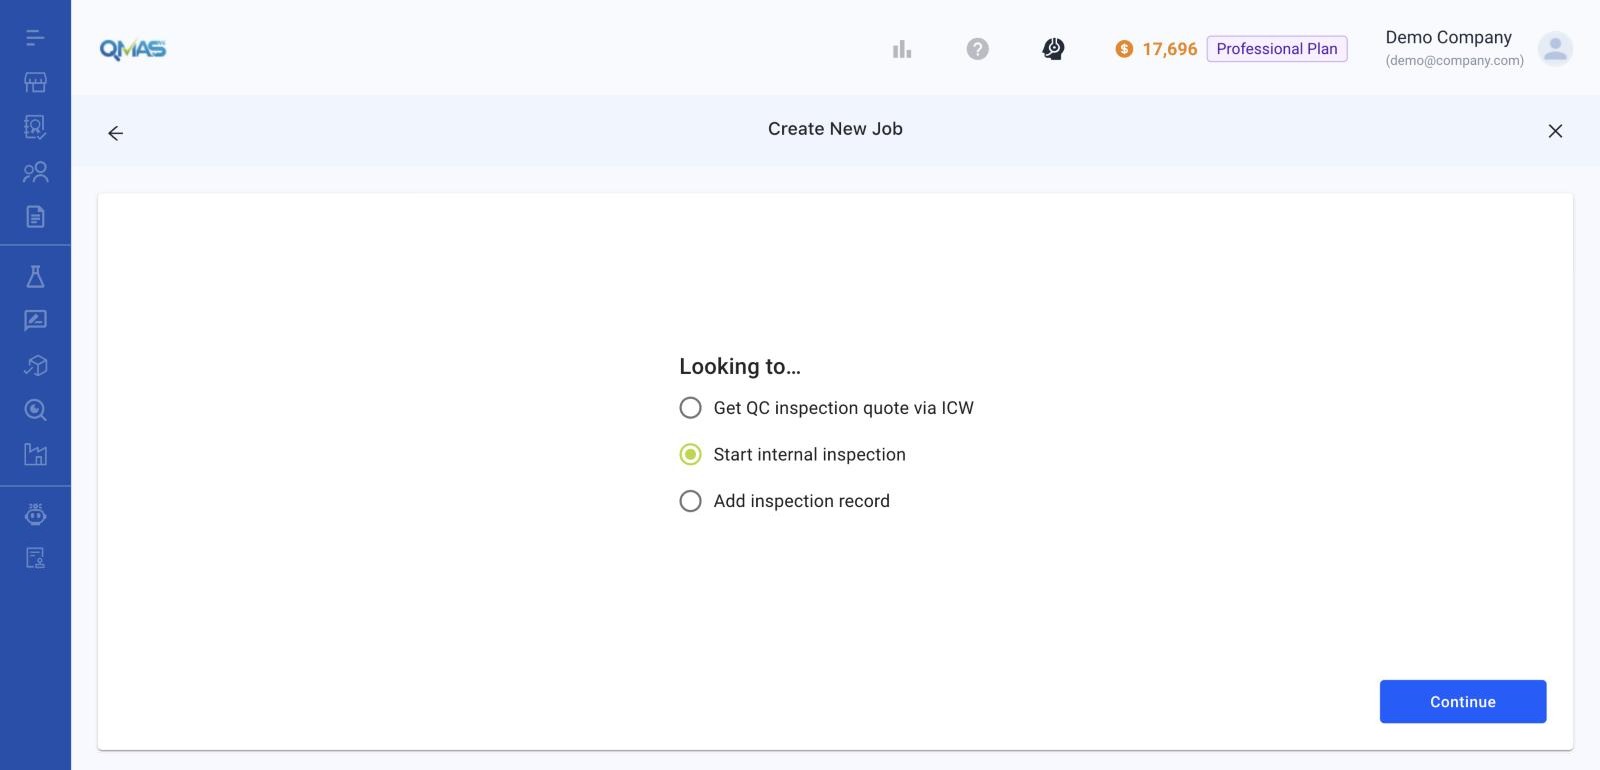 QMAS
17,696
Professional Plan
Demo Company
(demo@company.com)
Create New Job
Looking to...
Get QC inspection quote via ICW
Start internal inspection
Add inspection record
Continue